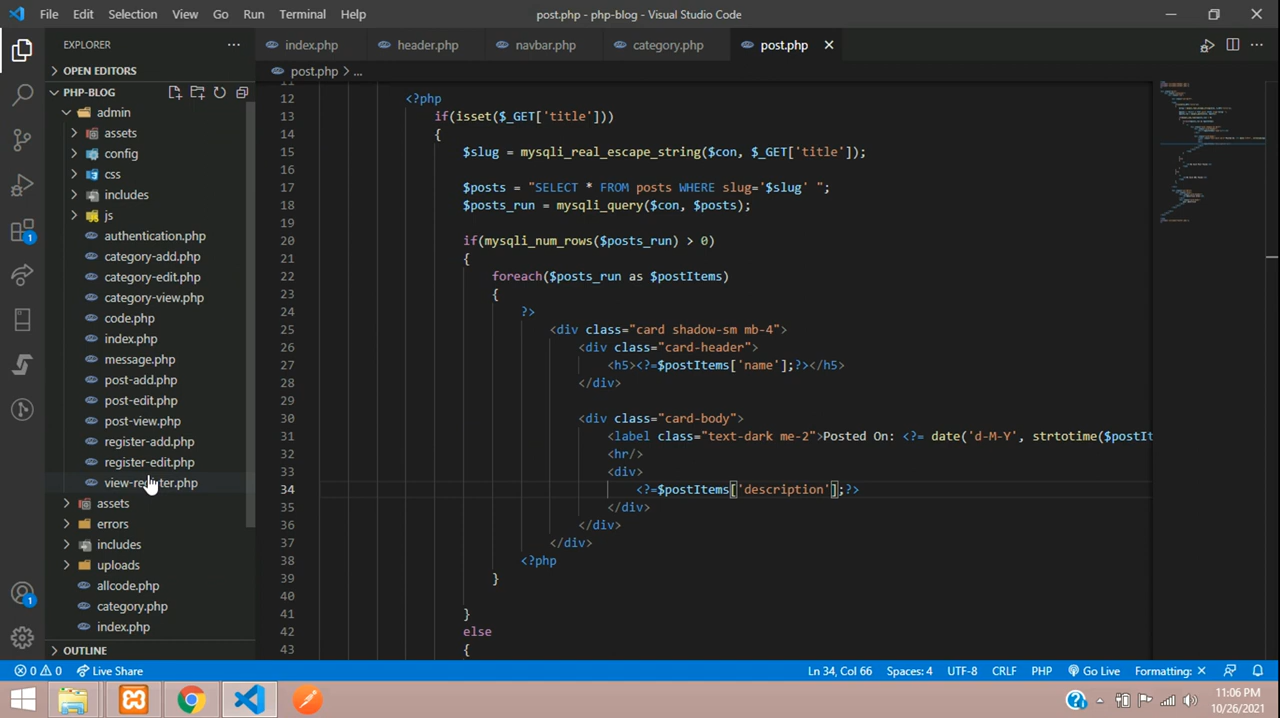 File Edit Selection View Go Run Terminal Help
post.php - php-blog - Visual Studio Code
EXPLORER
OPEN EDITORS
PHP-BLOG
admin
assets
config
css
includes
js
authentication.php
category-add.php
category-edit.php
category-view.php
code.php
index.php
message.php
post-add.php
post-edit.php
post-view.php
register-add.php
register-edit.php
view-register.php
assets
errors
includes
uploads
allcode.php
category.php
index.php
OUTLINE
index.php header.php navbar.php category.php post.php
post.php > ...
11
12 <?php
13 if(isset($_GET['title']))
14 {
15 $slug = mysqli_real_escape_string($con, $_GET['title']);
16
17 $posts = "SELECT * FROM posts WHERE slug='$slug' ";
18 $posts_run = mysqli_query($con, $posts);
19
20 if(mysqli_num_rows($posts_run) > 0)
21 {
22 foreach($posts_run as $postItems)
23 {
24 ?>
25 <div class="card shadow-sm mb-4">
26 <div class="card-header">
27 <h5><?=$postItems['name'];?></h5>
28 </div>
29
30 <div class="card-body">
31 <label class="text-dark me-2">Posted On: <?= date('d-M-Y', strtotime($postIt
32 <hr/>
33 <div>
34 <?=$postItems['description'];?>
35 </div>
36 </div>
37 </div>
38 <?php
39 }
40
41 }
42 else
43 {
0 0 Live Share
Ln 34, Col 66 Spaces: 4 UTF-8 CRLF PHP Go Live Formatting: ×
11:06 PM
10/26/2021